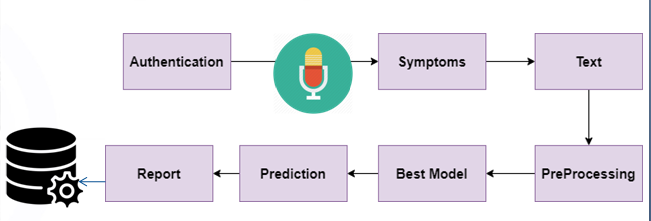 Authentication
Symptoms
Text
PreProcessing
Best Model
Prediction
Report